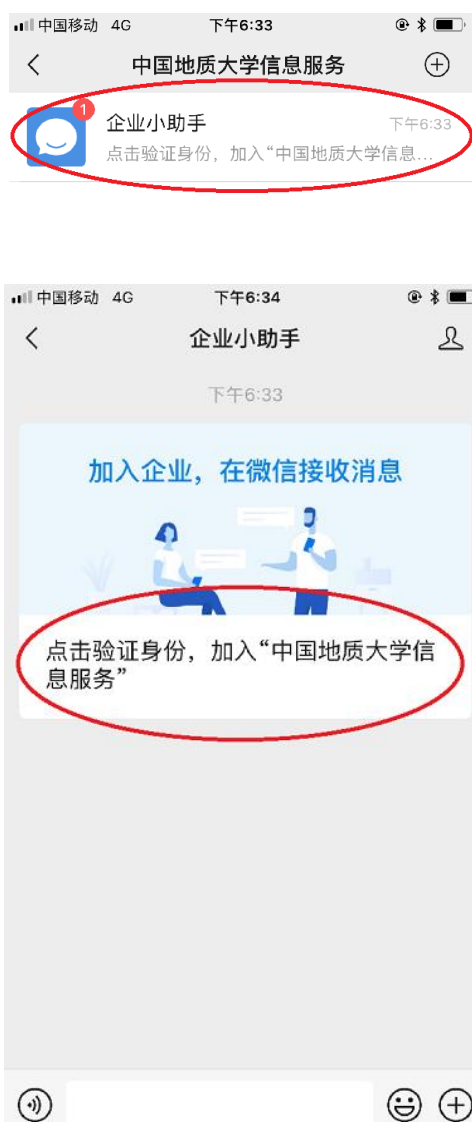 中国移动 4G 下午6:33
中国地质大学信息服务
1
企业小助手 下午6:33
点击验证身份，加入“中国地质大学信息...
中国移动 4G 下午6:34
企业小助手
下午6:33
加入企业，在微信接收消息
点击验证身份，加入“中国地质大学信
息服务”